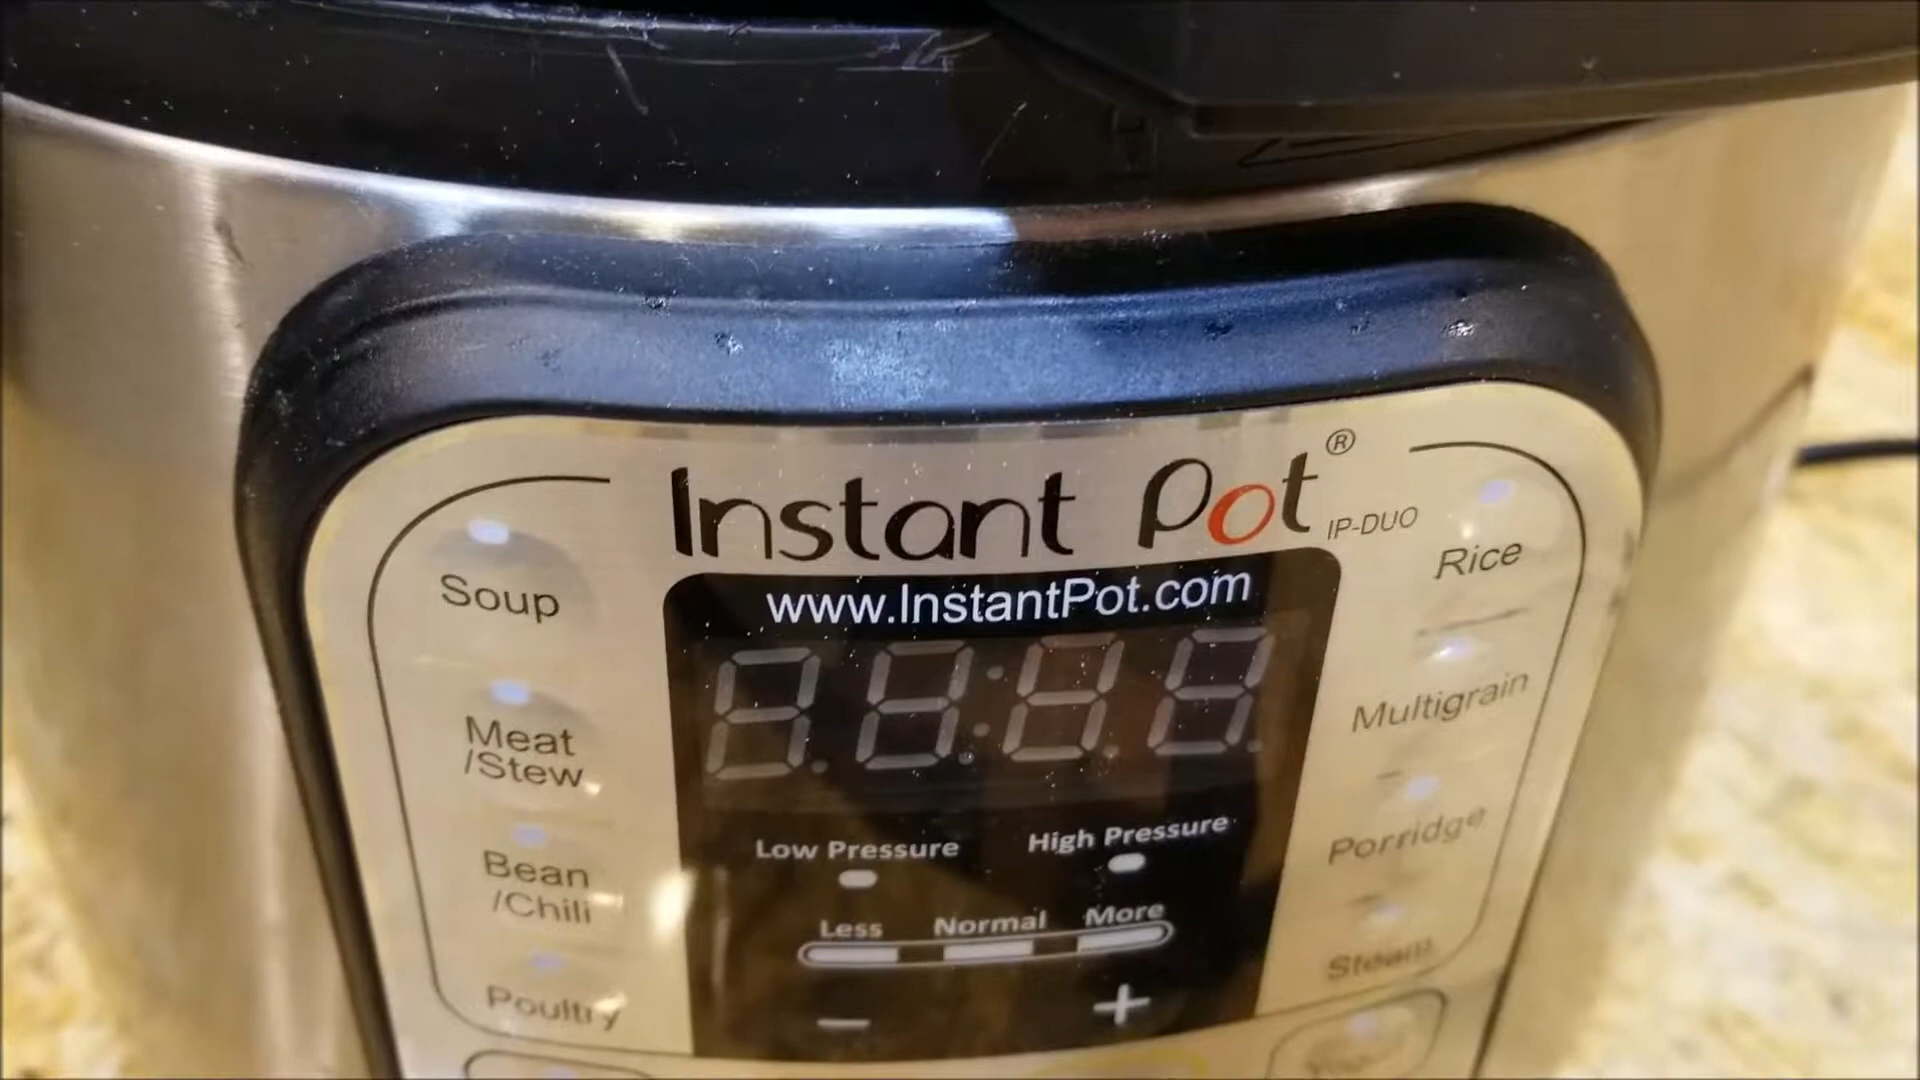 Instant Pot®
IP-DUO
www.InstantPot.com
Soup
Meat
/Stew
Bean
/Chili
Poultry
Low Pressure
High Pressure
Less Normal More
− +
Rice
Multigrain
Porridge
Steam